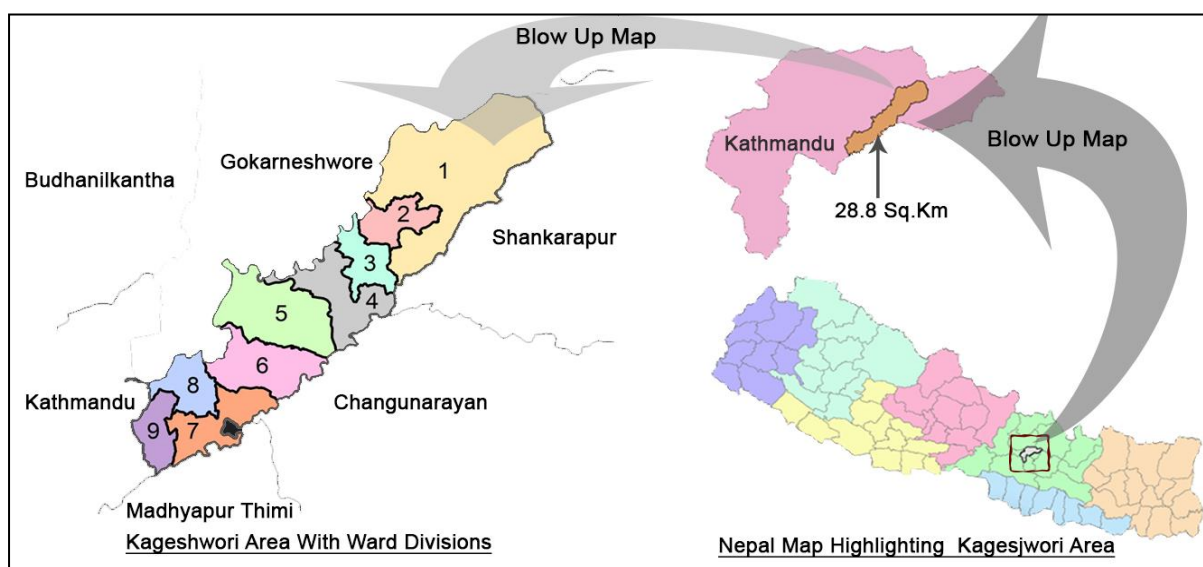 Blow Up Map
Gokarneshwore
Budhanilkantha
1
2
Shankarapur
3
4
5
6
8
Kathmandu
Changunarayan
9
7
Madhyapur Thimi
Kageshwori Area With Ward Divisions
Kathmandu
Blow Up Map
28.8 Sq.Km
Nepal Map Highlighting Kagesjwori Area